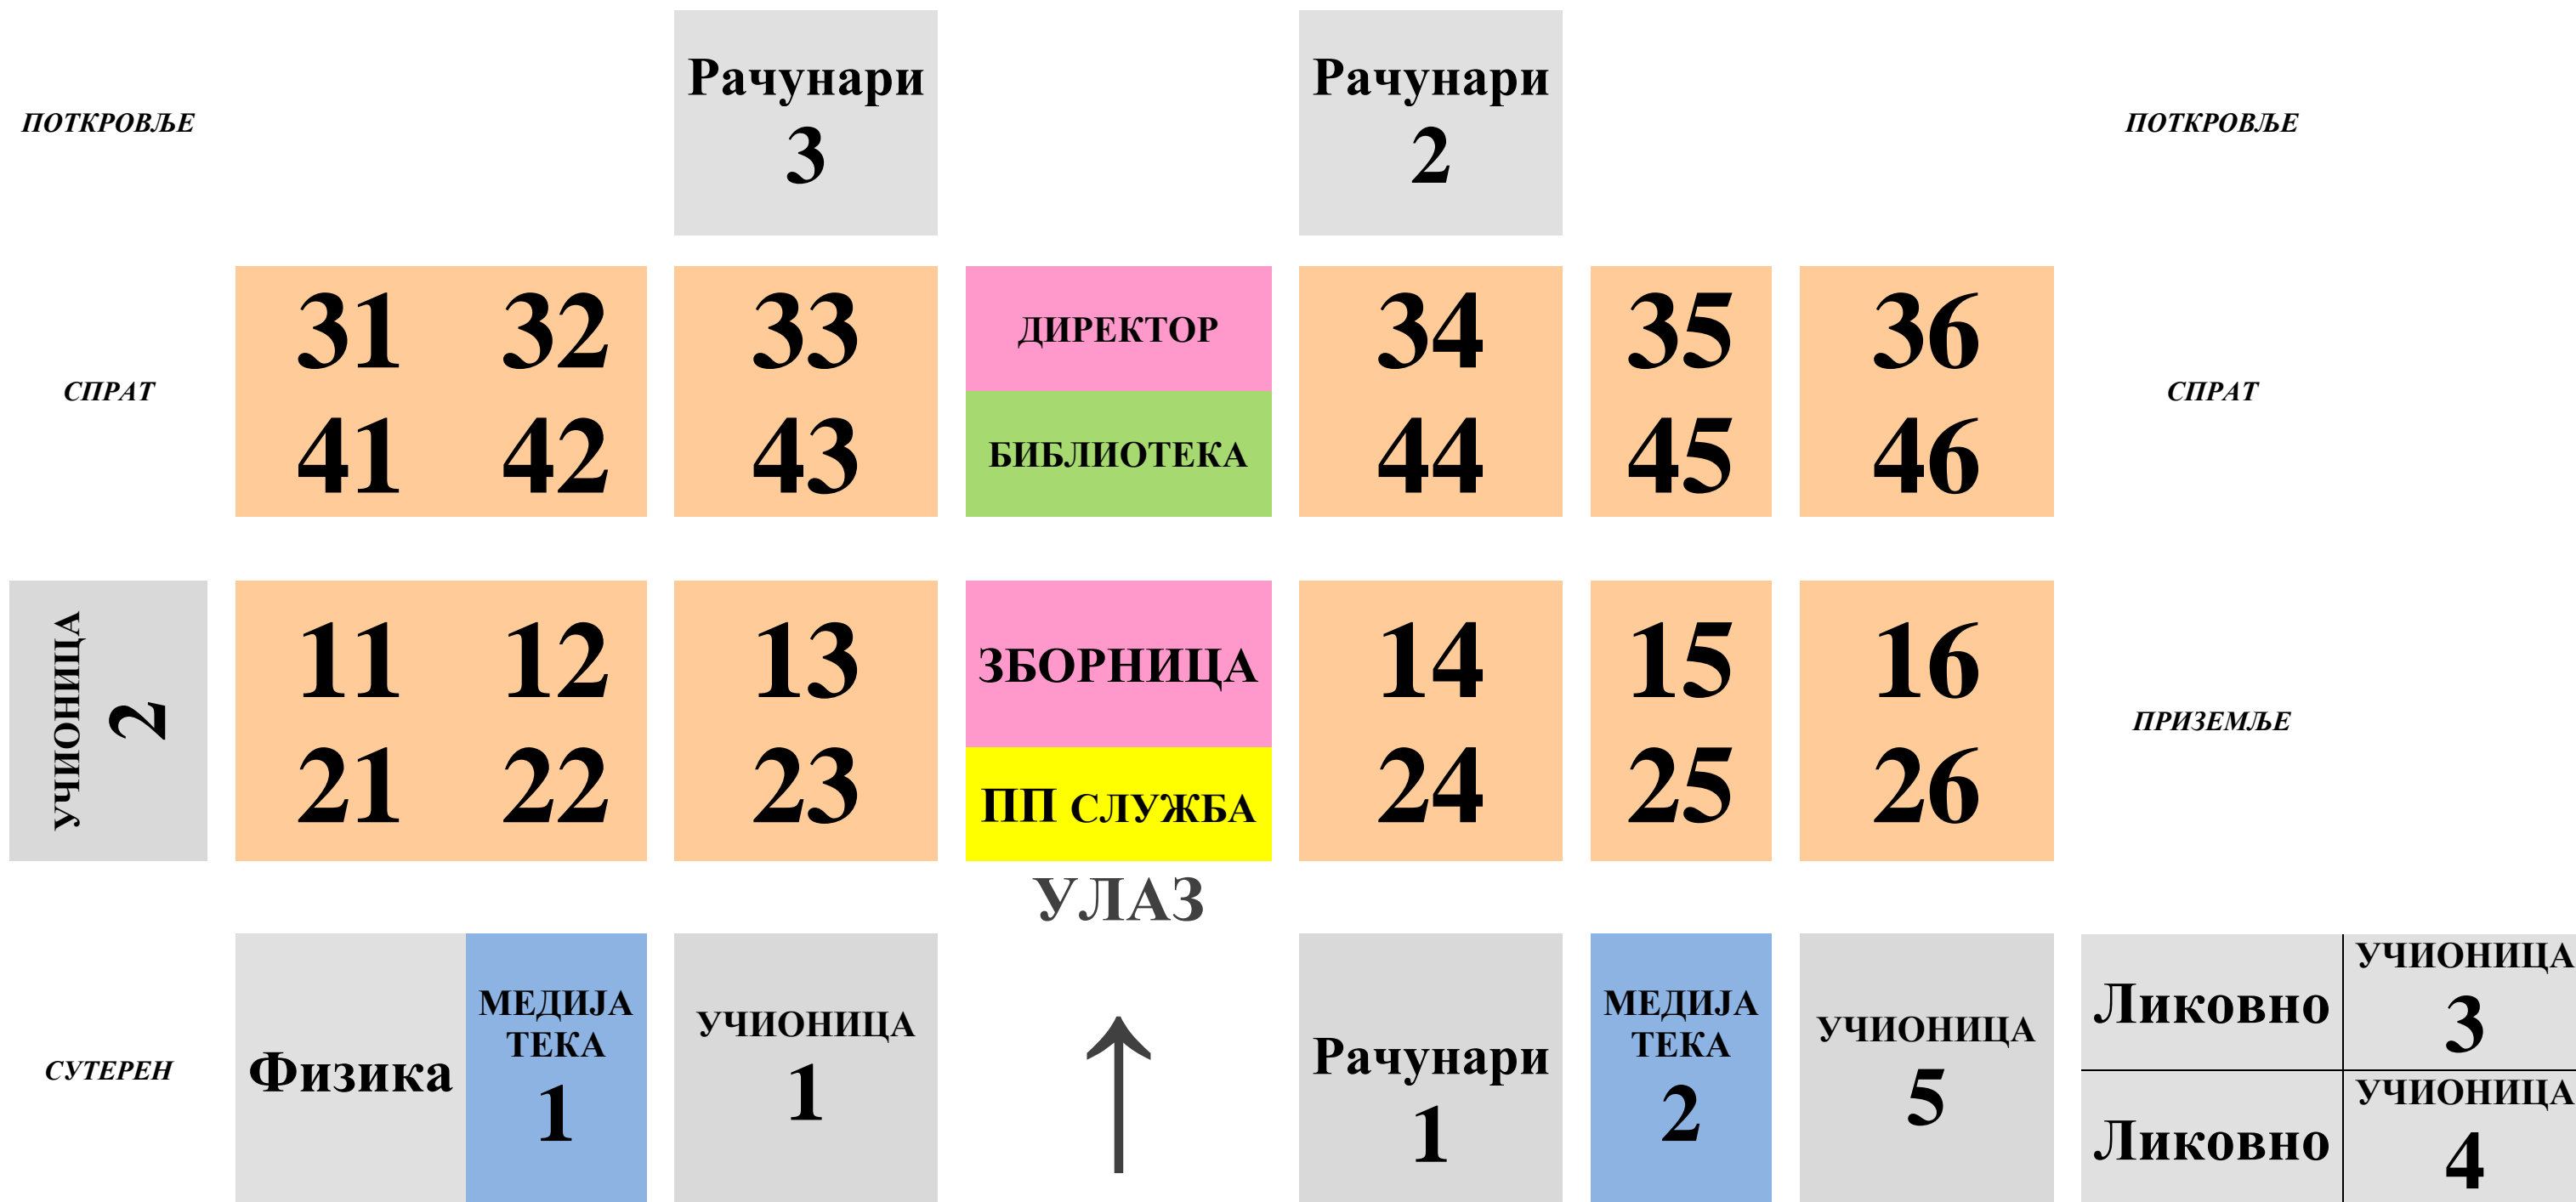 ПОТКРОВЉЕ
Рачунари
3
Рачунари
2
ПОТКРОВЉЕ
СПРАТ
31 32
41 42
33
43
ДИРЕКТОР
БИБЛИОТЕКА
34
44
35
45
36
46
СПРАТ
УЧИОНИЦА
2
11 12
21 22
13
23
ЗБОРНИЦА
ПП СЛУЖБА
14
24
15
25
16
26
ПРИЗЕМЉЕ
УЛАЗ
СУТЕРЕН
Физика
МЕДИЈА
ТЕКА
1
УЧИОНИЦА
1
Рачунари
1
МЕДИЈА
ТЕКА
2
УЧИОНИЦА
5
Ликовно
УЧИОНИЦА
3
Ликовно
УЧИОНИЦА
4